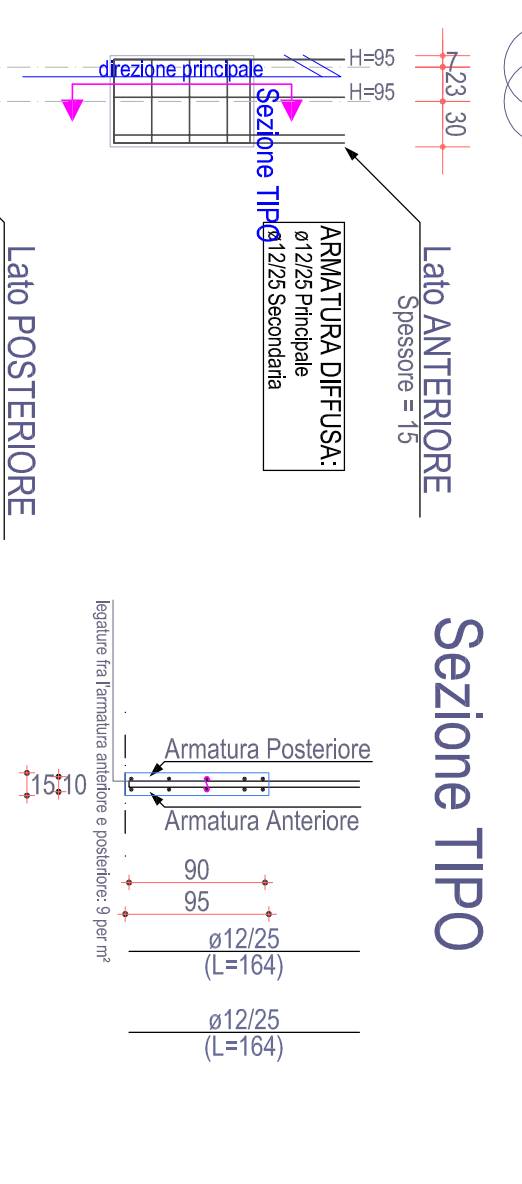 direzione principale
H=95
H=95
7
23
30
Sezione TIPO
ARMATURA DIFFUSA:
ø12/25 Principale
ø12/25 Secondaria
Lato ANTERIORE
Spessore = 15
Lato POSTERIORE
Sezione TIPO
legature fra l'armatura anteriore e posteriore: 9 per m²
Armatura Posteriore
15
10
Armatura Anteriore
90
95
ø12/25
(L=164)
ø12/25
(L=164)